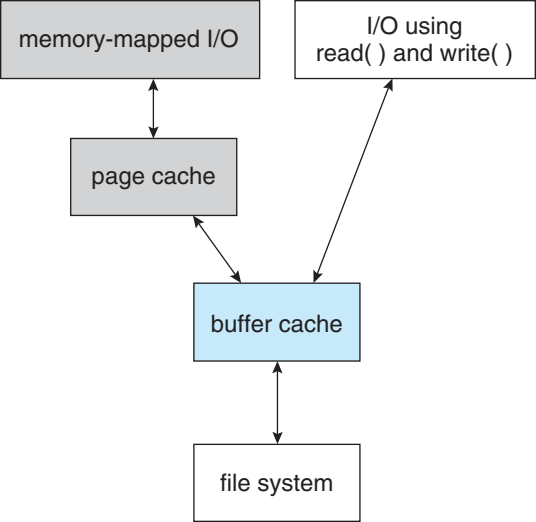 memory-mapped I/O
I/O using
read( ) and write( )
page cache
buffer cache
file system